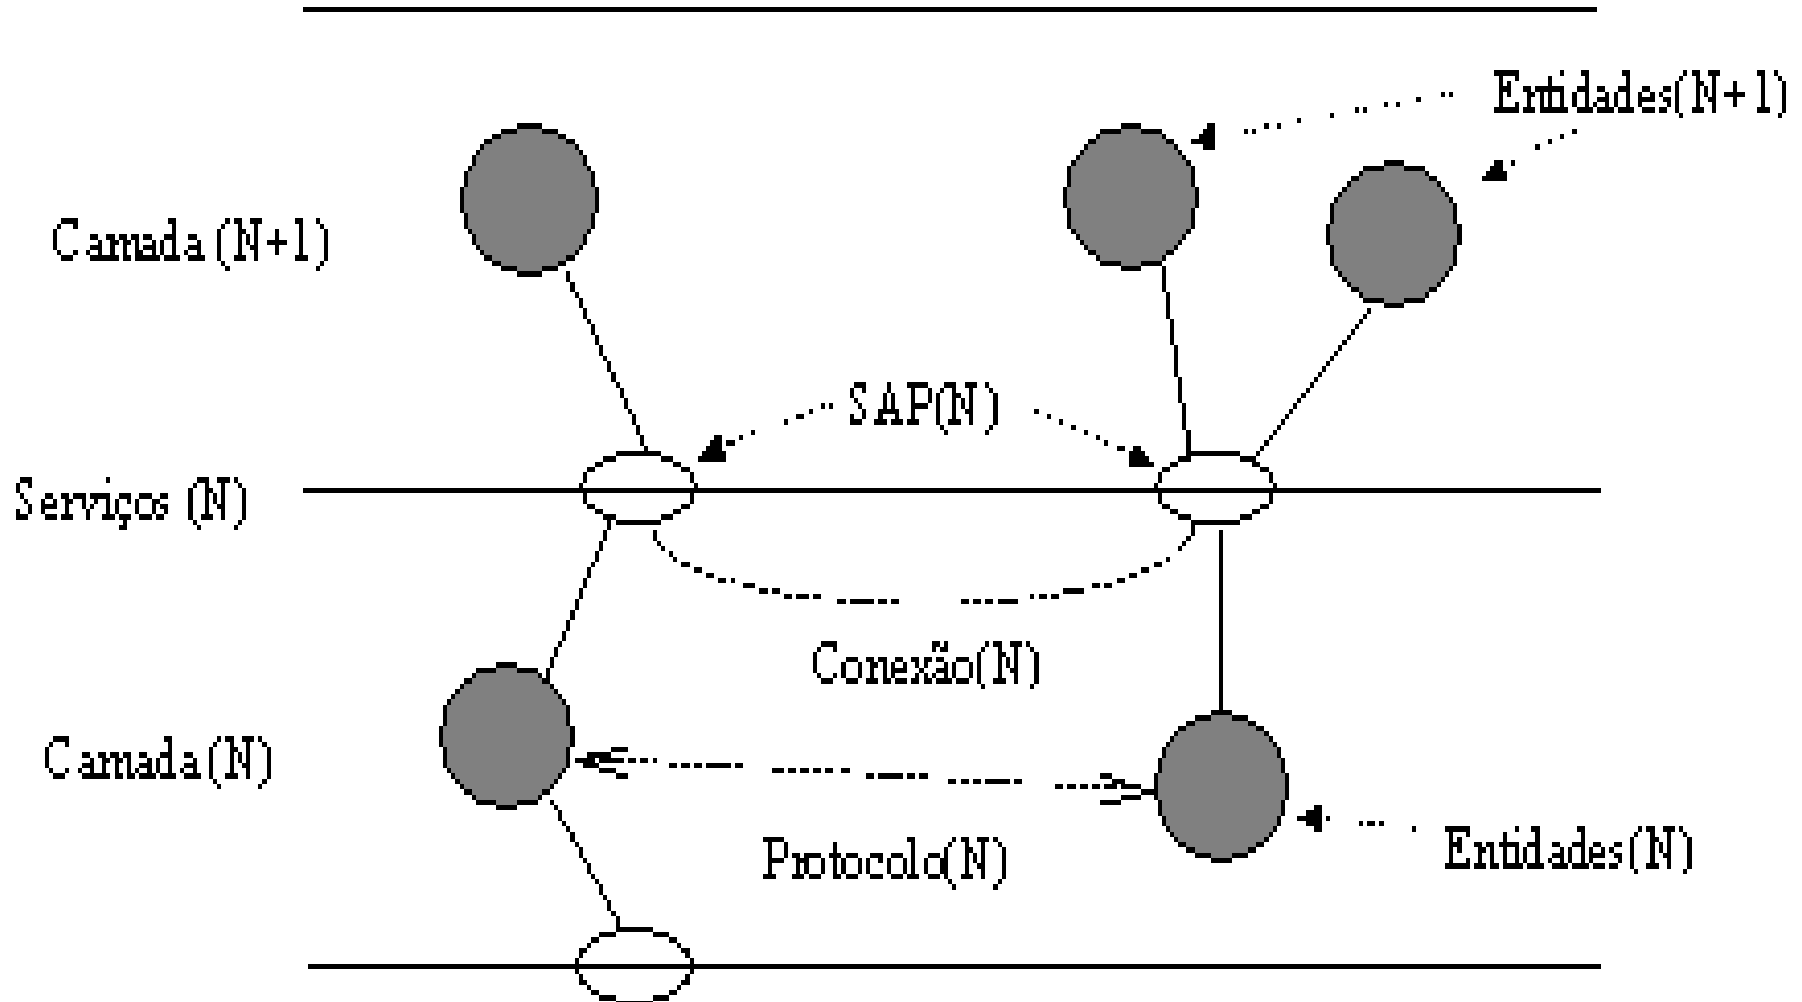 Entidades(N+1)
Camada (N+1)
SAP(N)
Serviços (N)
Conexão(N)
Camada(N)
Protocolo(N)
Entidades(N)